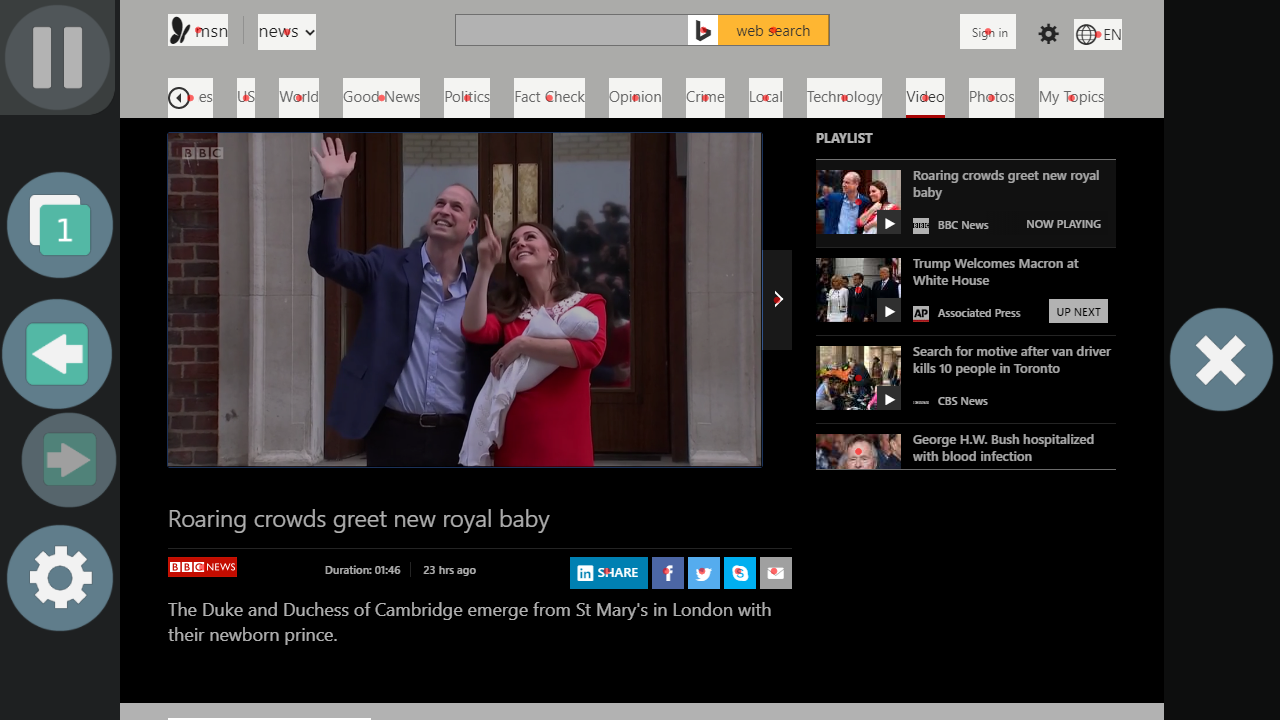 msn
news
web search
Sign in
EN
es
US
World
Good News
Politics
Fact Check
Opinion
Crime
Local
Technology
Video
Photos
My Topics
1
BBC
PLAYLIST
Roaring crowds greet new royal
baby
BBC News
NOW PLAYING
Trump Welcomes Macron at
White House
AP
Associated Press
UP NEXT
Search for motive after van driver
kills 10 people in Toronto
CBS News
George H.W. Bush hospitalized
with blood infection
Roaring crowds greet new royal baby
BBC NEWS
Duration: 01:46
23 hrs ago
in SHARE
The Duke and Duchess of Cambridge emerge from St Mary's in London with
their newborn prince.